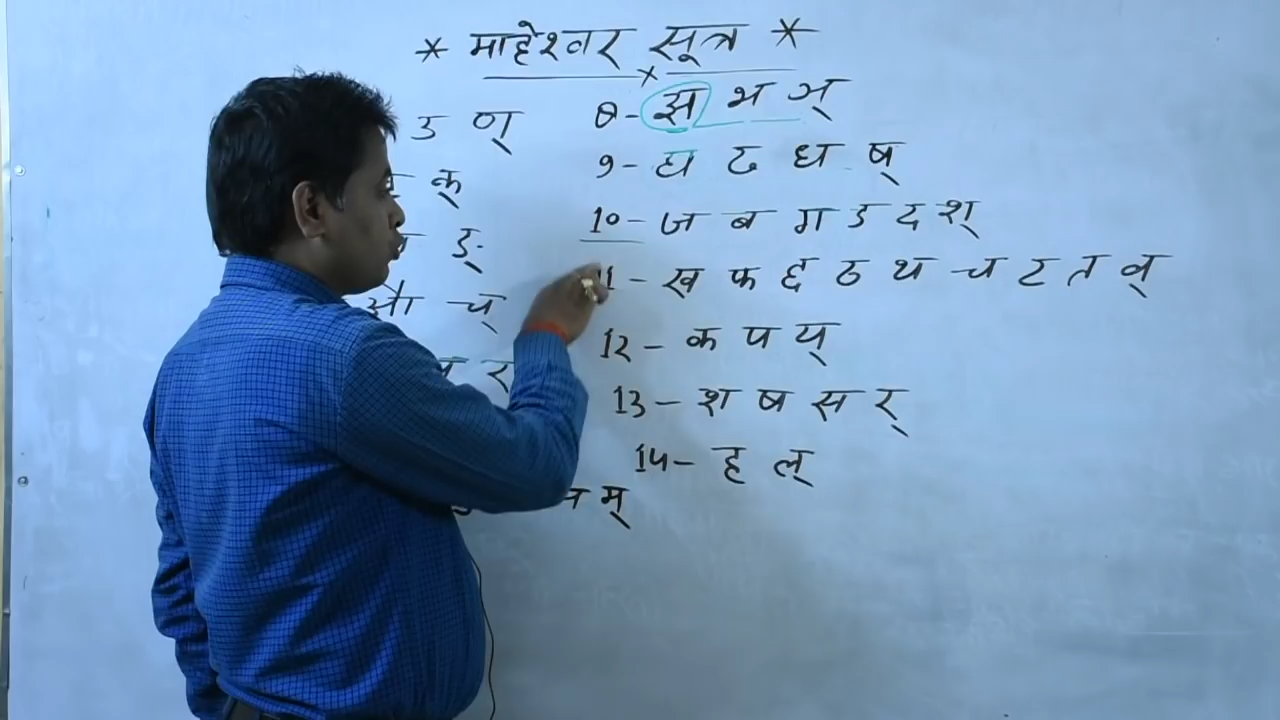 * माहेश्वर सूत्र *
उ ण्
क्
ङ्
औ च्
र
म्
8- झ भ ञ्
9- घ ढ ध ष्
10- ज ब ग ड द श्
11- ख फ छ ठ थ च ट त व्
12- क प य्
13- श ष स र्
14- ह ल्